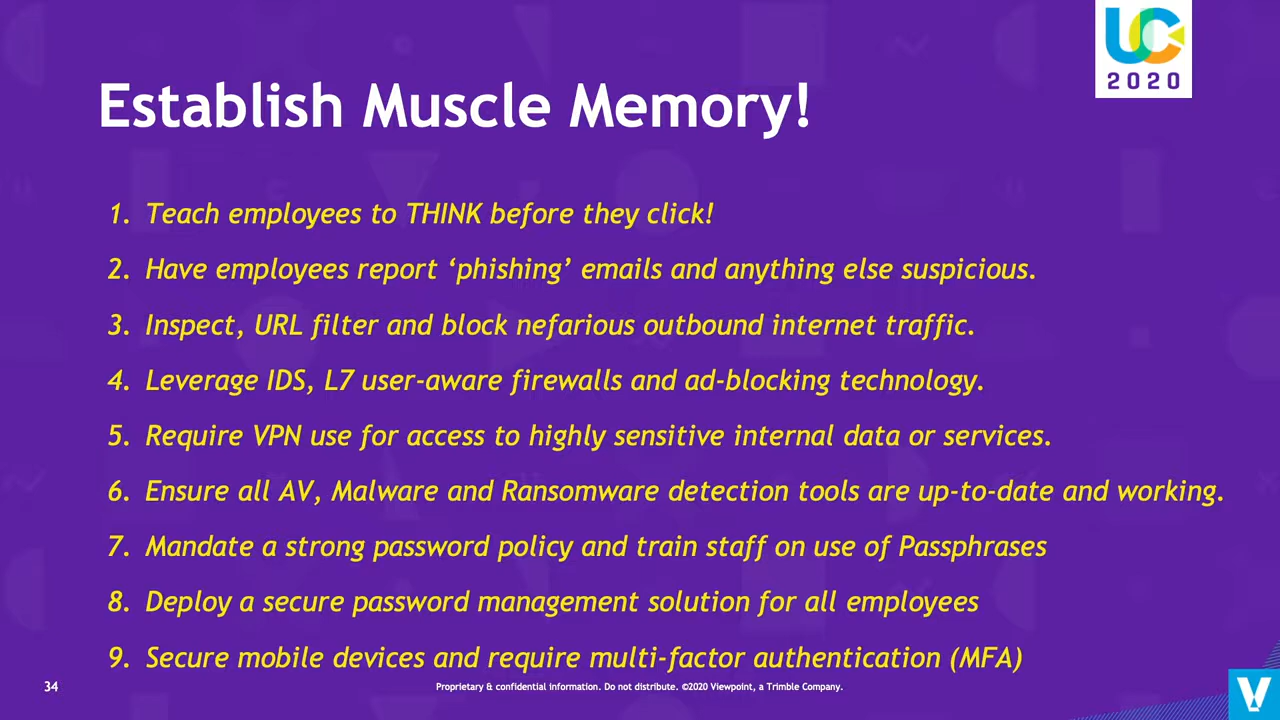 UC
2020
Establish Muscle Memory!
1. Teach employees to THINK before they click!
2. Have employees report ‘phishing’ emails and anything else suspicious.
3. Inspect, URL filter and block nefarious outbound internet traffic.
4. Leverage IDS, L7 user-aware firewalls and ad-blocking technology.
5. Require VPN use for access to highly sensitive internal data or services.
6. Ensure all AV, Malware and Ransomware detection tools are up-to-date and working.
7. Mandate a strong password policy and train staff on use of Passphrases
8. Deploy a secure password management solution for all employees
9. Secure mobile devices and require multi-factor authentication (MFA)
34
Proprietary & confidential information. Do not distribute. ©2020 Viewpoint, a Trimble Company.